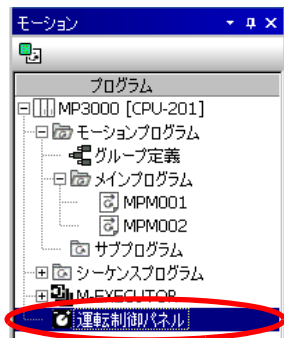 モーション
プログラム
MP3000 [CPU-201]
モーションプログラム
グループ定義
メインプログラム
MPM001
MPM002
サブプログラム
シーケンスプログラム
M-EXECUTOR
運転制御パネル